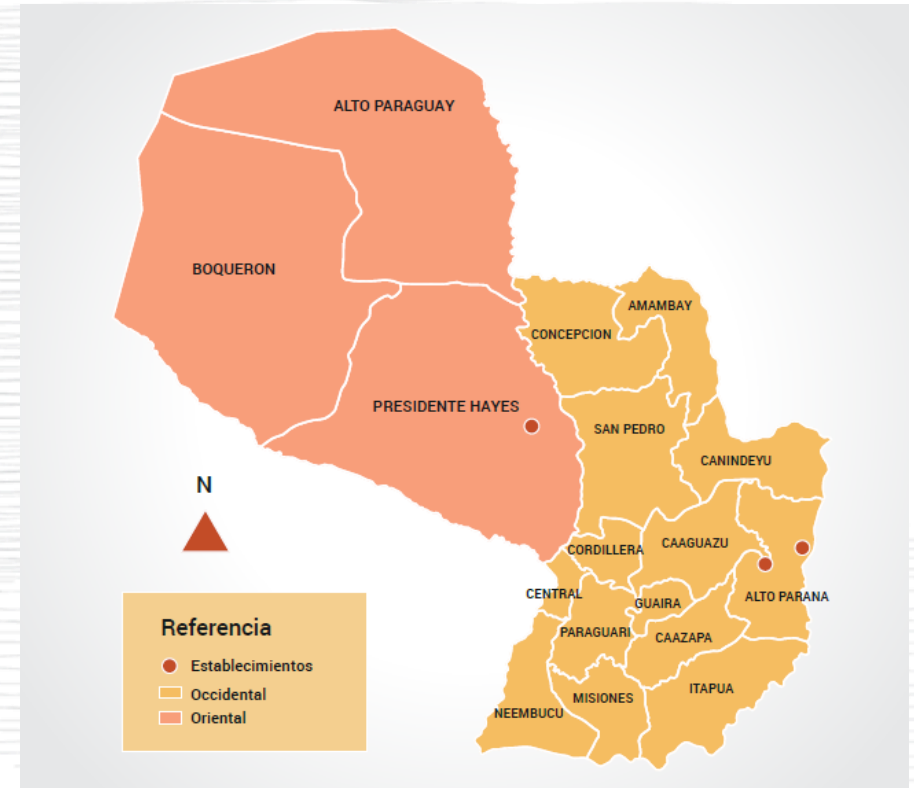 ALTO PARAGUAY
BOQUERON
AMAMBAY
CONCEPCION
PRESIDENTE HAYES
SAN PEDRO
CANINDEYU
N
CORDILLERA
CAAGUAZU
CENTRAL
GUAIRA
ALTO PARANA
PARAGUARI
CAAZAPA
ITAPUA
MISIONES
NEEMBUCU
Referencia
Establecimientos
Occidental
Oriental